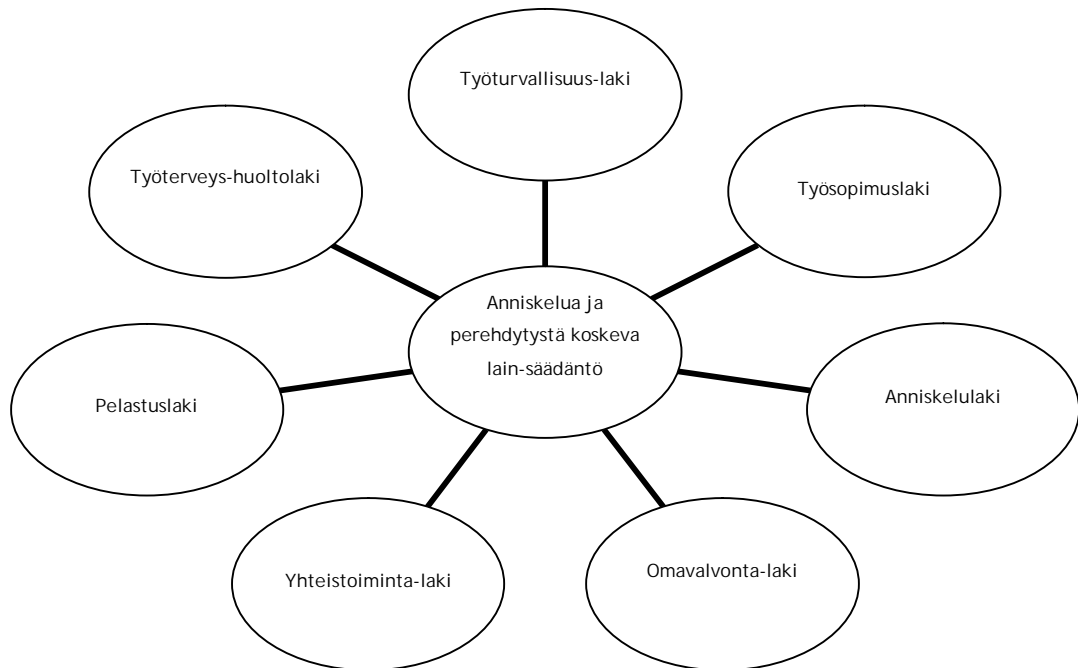 Työturvallisuus-laki
Työterveys-huoltolaki
Työsopimuslaki
Anniskelua ja
perehdytystä koskeva
lain-säädäntö
Pelastuslaki
Anniskelulaki
Yhteistoiminta-laki
Omavalvonta-laki